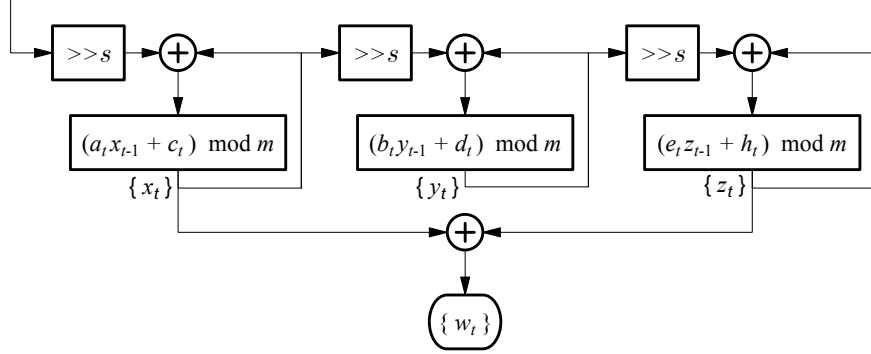 >>s >>s >>s
(a_t x_{t-1} + c_t) mod m (b_t y_{t-1} + d_t) mod m (e_t z_{t-1} + h_t) mod m
{x_t} {y_t} {z_t}
{ w_t }